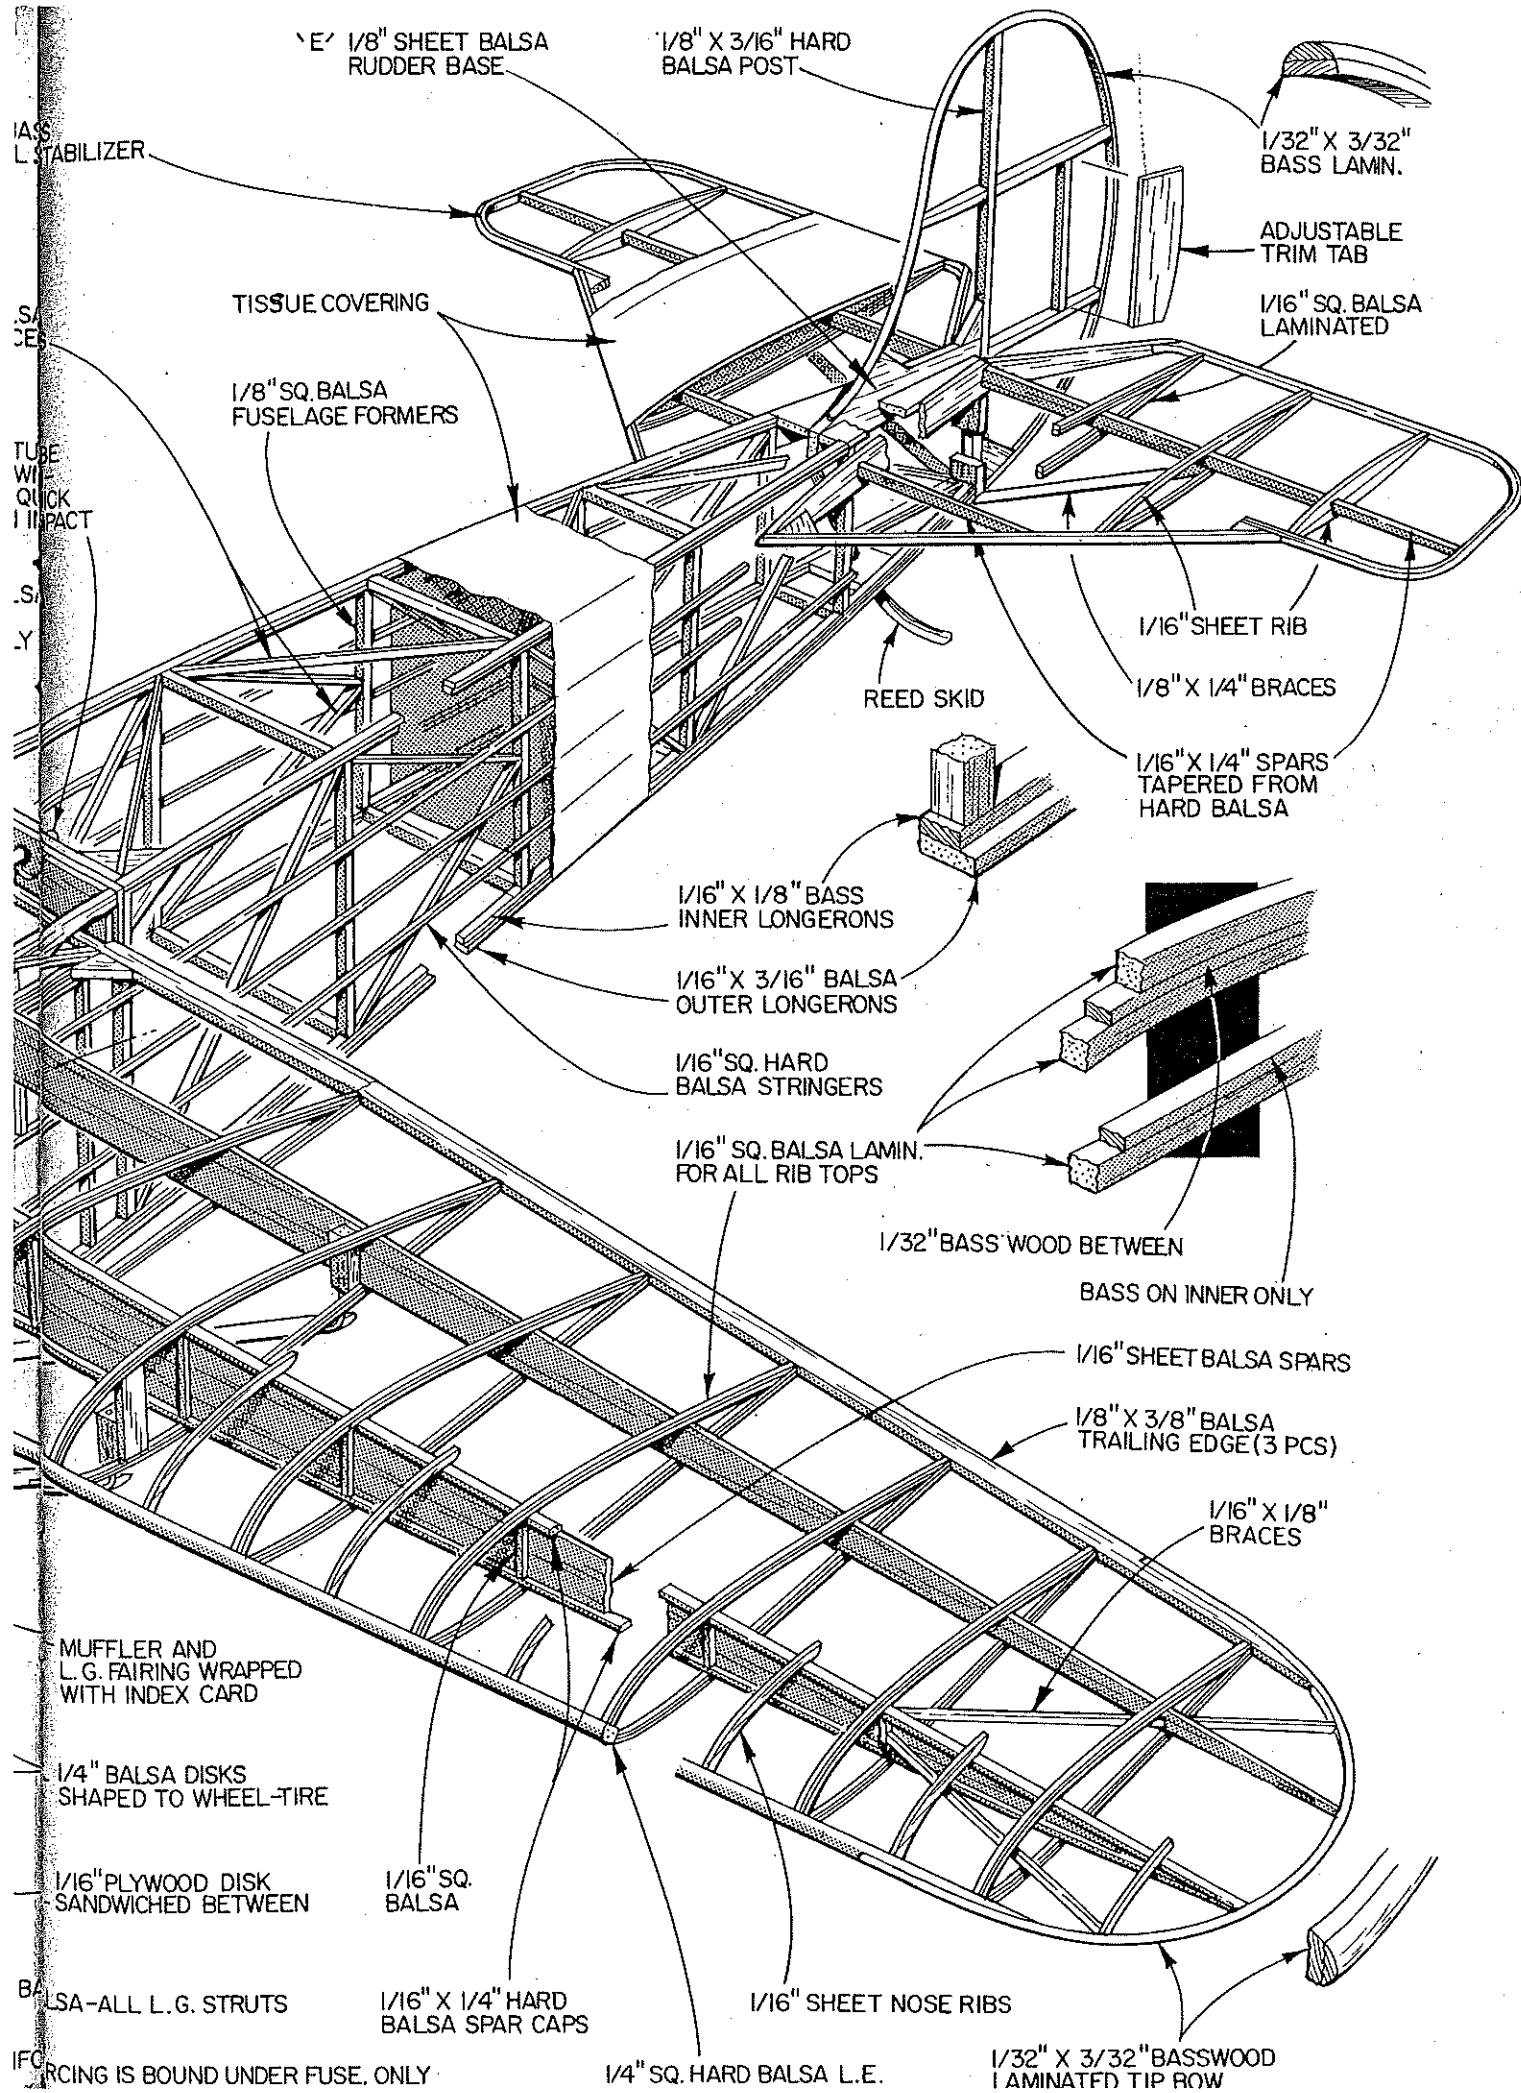 'E' 1/8" SHEET BALSA
RUDDER BASE
1/8" X 3/16" HARD
BALSA POST
1/32" X 3/32"
BASS LAMIN.
STABILIZER
ADJUSTABLE
TRIM TAB
TISSUE COVERING
1/16" SQ. BALSA
LAMINATED
1/8" SQ. BALSA
FUSELAGE FORMERS
TUBE
QUICK
IMPACT
1/16" SHEET RIB
1/8" X 1/4" BRACES
REED SKID
1/16" X 1/4" SPARS
TAPERED FROM
HARD BALSA
1/16" X 1/8" BASS
INNER LONGERONS
1/16" X 3/16" BALSA
OUTER LONGERONS
1/16" SQ. HARD
BALSA STRINGERS
1/16" SQ. BALSA LAMIN.
FOR ALL RIB TOPS
1/32" BASS WOOD BETWEEN
BASS ON INNER ONLY
1/16" SHEET BALSA SPARS
1/8" X 3/8" BALSA
TRAILING EDGE (3 PCS)
1/16" X 1/8"
BRACES
MUFFLER AND
L.G. FAIRING WRAPPED
WITH INDEX CARD
1/4" BALSA DISKS
SHAPED TO WHEEL-TIRE
1/16" PLYWOOD DISK
SANDWICHED BETWEEN
1/16" SQ.
BALSA
BALSA-ALL L.G. STRUTS
1/16" X 1/4" HARD
BALSA SPAR CAPS
1/16" SHEET NOSE RIBS
RCING IS BOUND UNDER FUSE. ONLY
1/4" SQ. HARD BALSA L.E.
1/32" X 3/32" BASSWOOD
LAMINATED TIP BOW